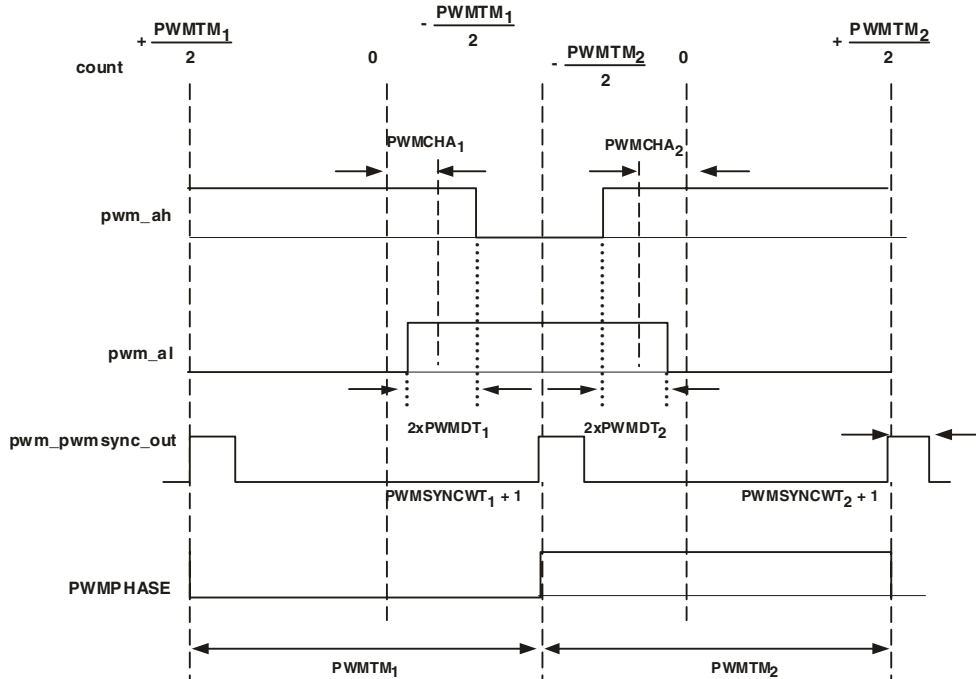 + PWMTM1/2
0
- PWMTM1/2
- PWMTM2/2
0
+ PWMTM2/2
count
PWMCHA1
PWMCHA2
pwm_ah
pwm_al
2xPWMDT1
2xPWMDT2
pwm_pwmsync_out
PWMSYNCWT1 + 1
PWMSYNCWT2 + 1
PWMPHASE
PWMTM1
PWMTM2